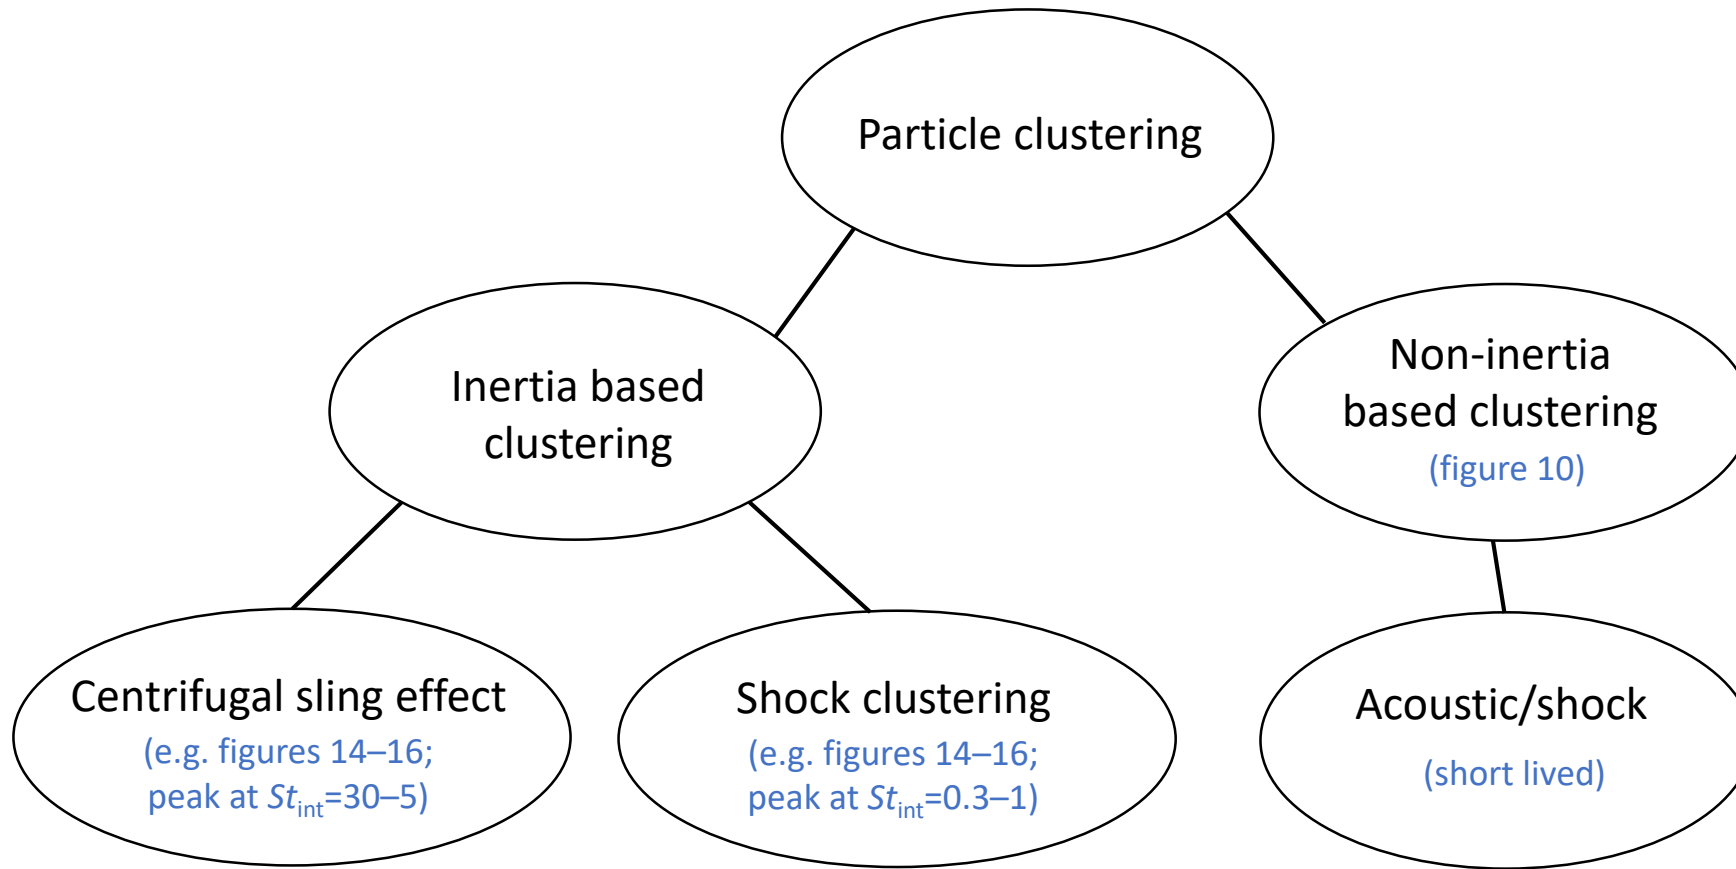 Particle clustering
Inertia based
clustering
Non-inertia
based clustering
(figure 10)
Centrifugal sling effect
(e.g. figures 14–16;
peak at St_int=30–5)
Shock clustering
(e.g. figures 14–16;
peak at St_int=0.3–1)
Acoustic/shock
(short lived)